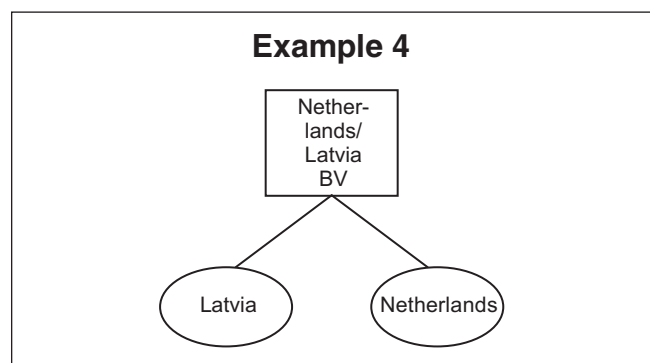 Example 4
Nether-
lands/
Latvia
BV
Latvia
Netherlands